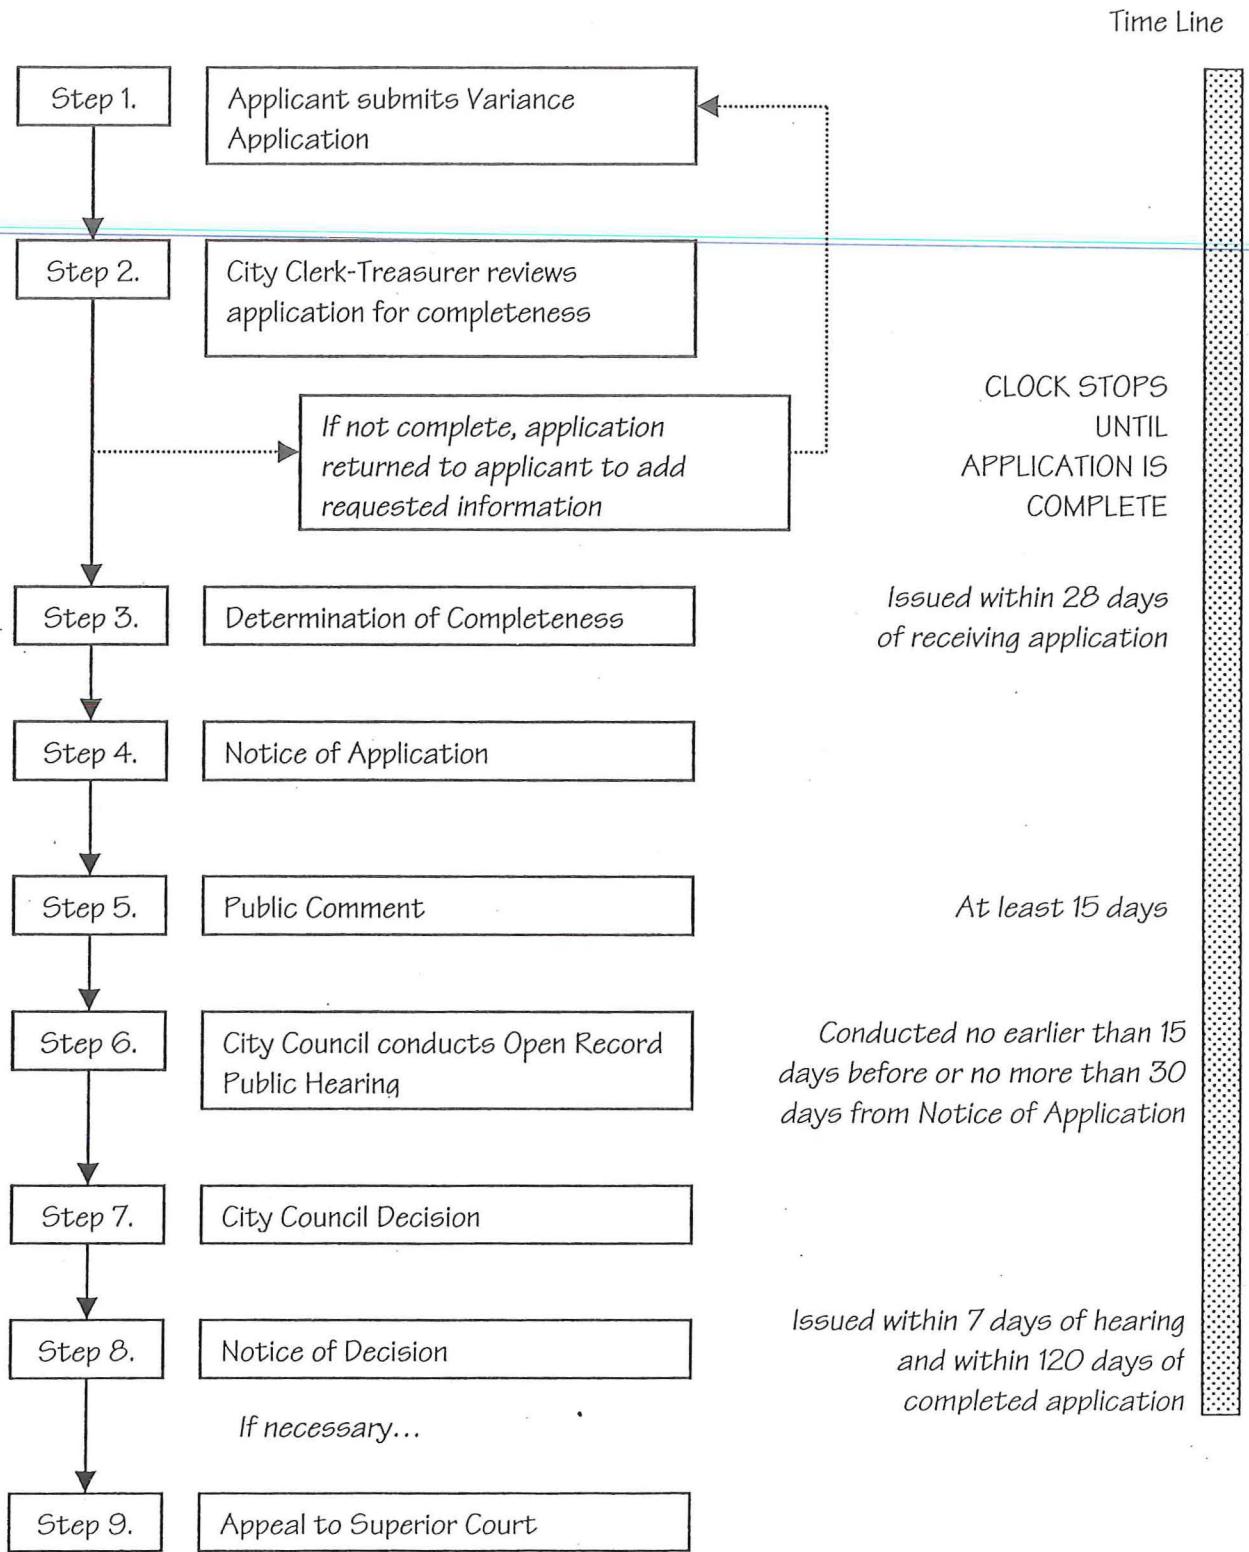 Time Line
Step 1.
Applicant submits Variance
Application
Step 2.
City Clerk-Treasurer reviews
application for completeness
If not complete, application
returned to applicant to add
requested information
CLOCK STOPS
UNTIL
APPLICATION IS
COMPLETE
Step 3.
Determination of Completeness
Issued within 28 days
of receiving application
Step 4.
Notice of Application
Step 5.
Public Comment
At least 15 days
Step 6.
City Council conducts Open Record
Public Hearing
Conducted no earlier than 15
days before or no more than 30
days from Notice of Application
Step 7.
City Council Decision
Step 8.
Notice of Decision
Issued within 7 days of hearing
and within 120 days of
completed application
If necessary...
Step 9.
Appeal to Superior Court